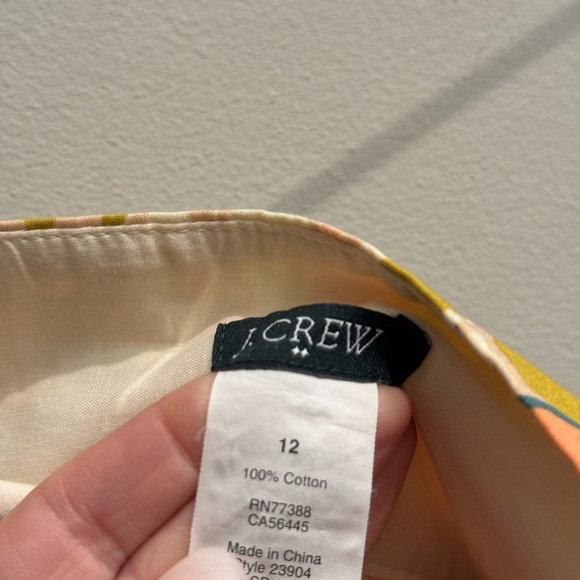 J.CREW
12
100% Cotton
RN77388
CA56445
Made in China
Style 23904